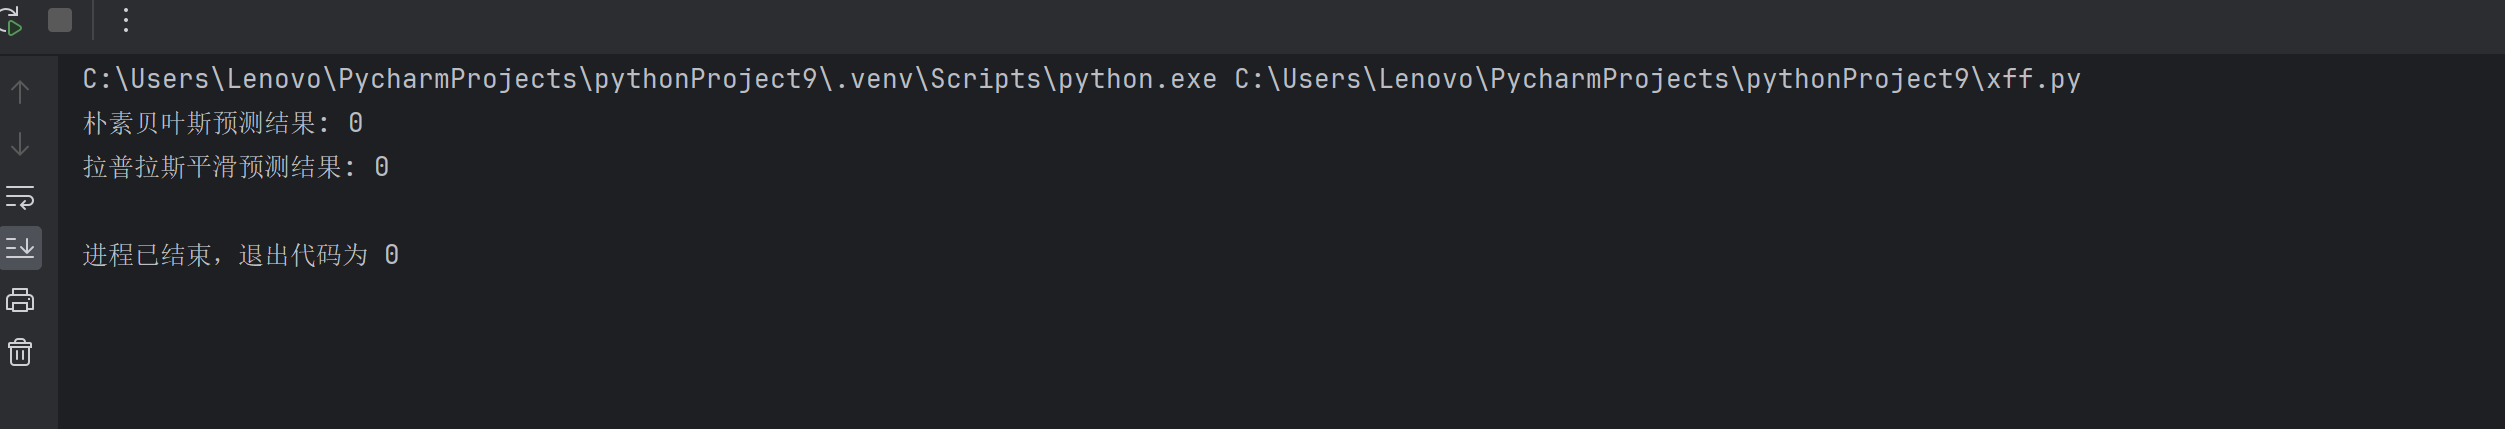 C:\Users\Lenovo\PycharmProjects\pythonProject9\.venv\Scripts\python.exe C:\Users\Lenovo\PycharmProjects\pythonProject9\xff.py
朴素贝叶斯预测结果: 0
拉普拉斯平滑预测结果: 0
进程已结束，退出代码为 0